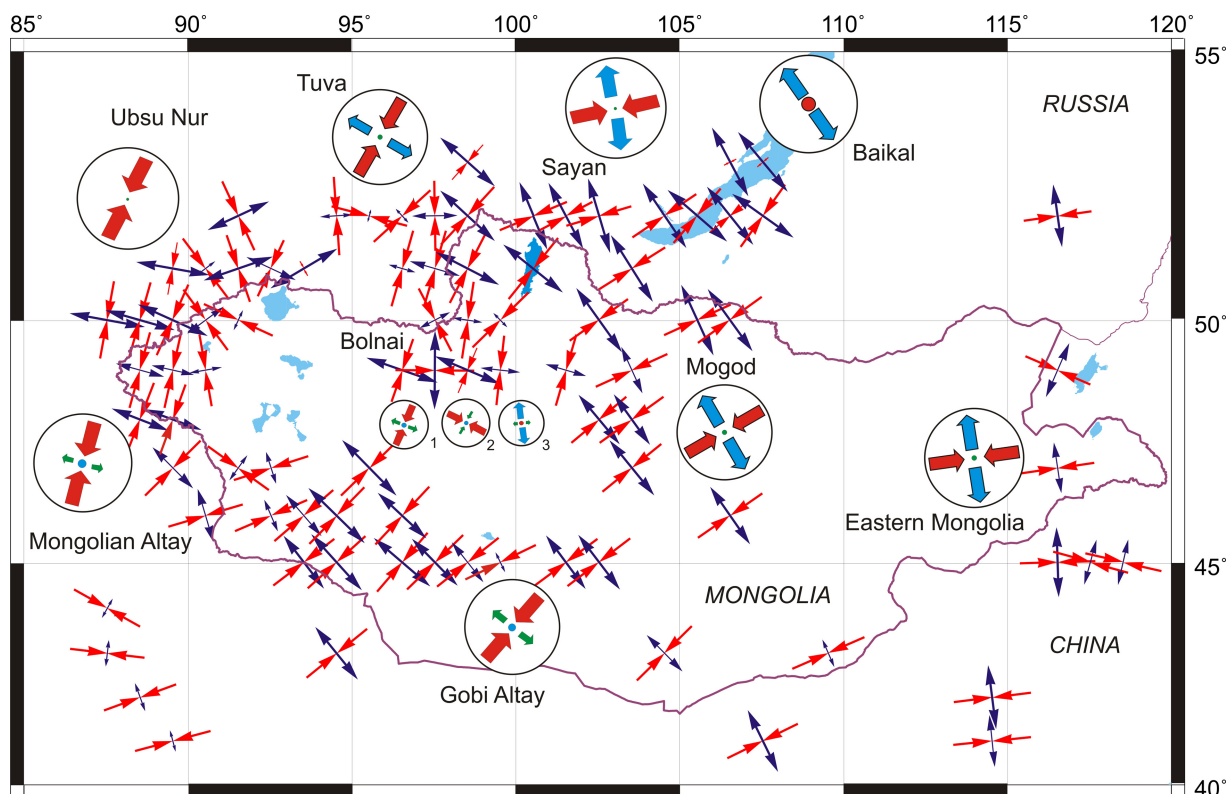 85° 90° 95° 100° 105° 110° 115° 120°
55°
Tuva
RUSSIA
Ubsu Nur
Baikal
Sayan
50°
Bolnai
Mogod
1 2 3
Eastern Mongolia
Mongolian Altay
45°
MONGOLIA
CHINA
Gobi Altay
40°